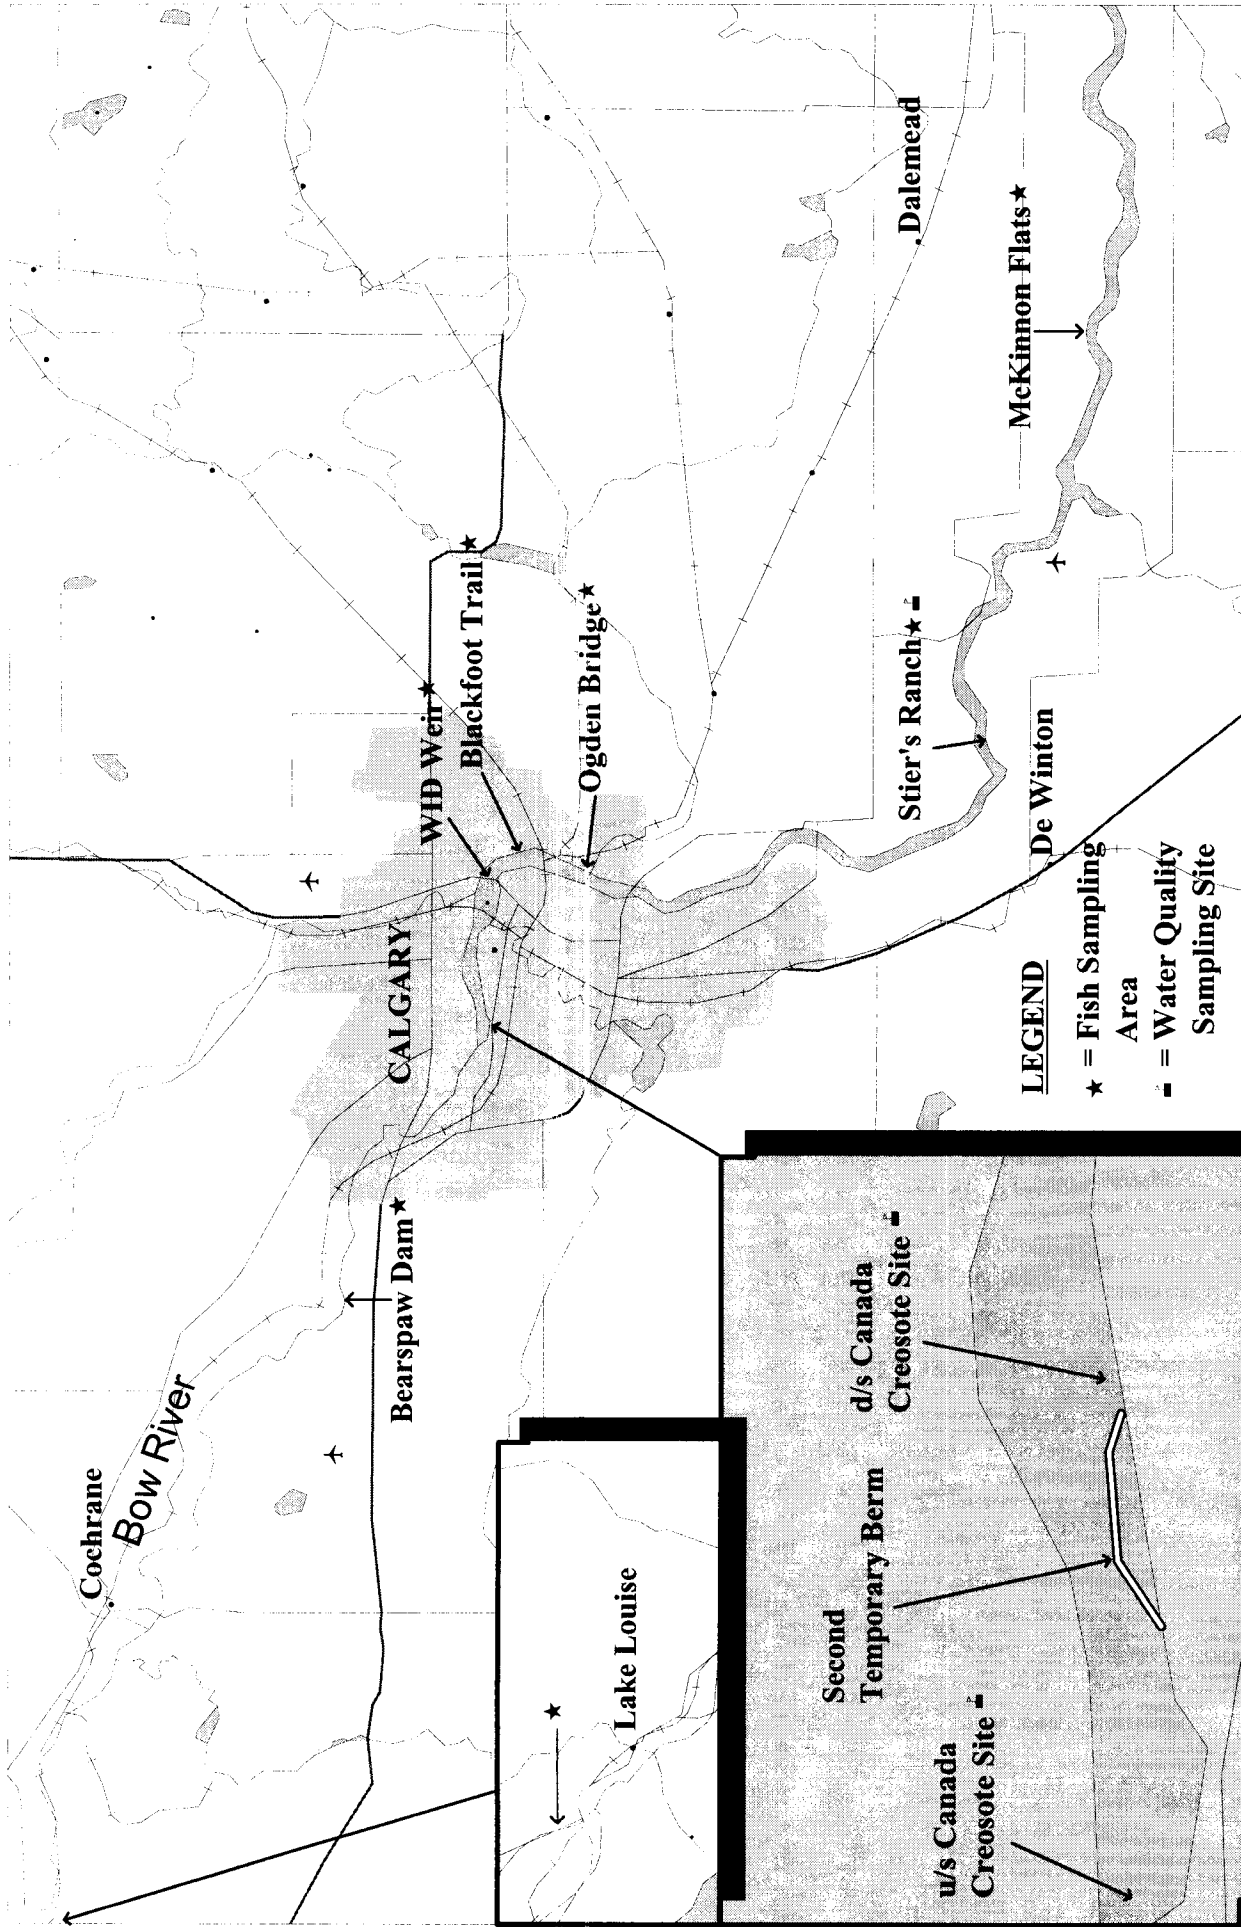 Cochrane
Bow River
Bearspaw Dam★
CALGARY
WID Weir★
Blackfoot Trail★
Ogden Bridge★
Stier's Ranch★
Dalemead
McKinnon Flats★
De Winton
Lake Louise
u/s Canada
Creosote Site
Second
Temporary Berm
d/s Canada
Creosote Site
LEGEND
★ = Fish Sampling
Area
= Water Quality
Sampling Site